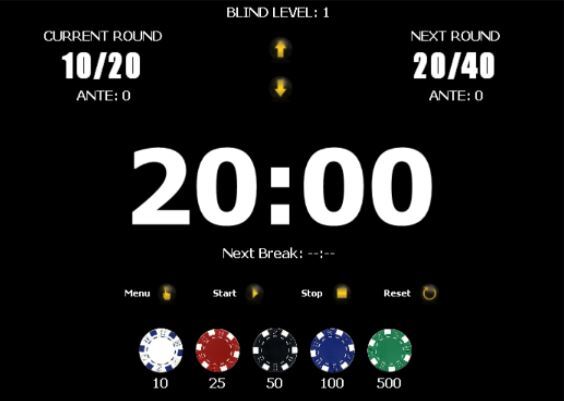 BLIND LEVEL: 1
CURRENT ROUND
10/20
ANTE: 0
NEXT ROUND
20/40
ANTE: 0
20:00
Next Break: --:--
Menu Start Stop Reset
10 25 50 100 500